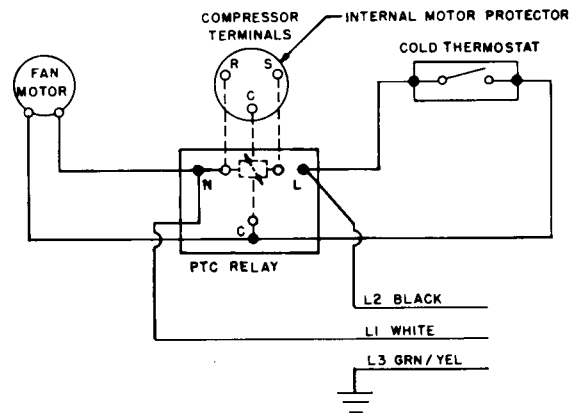 COMPRESSOR
TERMINALS
INTERNAL MOTOR PROTECTOR
COLD THERMOSTAT
FAN
MOTOR
R S
C
N L
C
PTC RELAY
L2 BLACK
L1 WHITE
L3 GRN/YEL